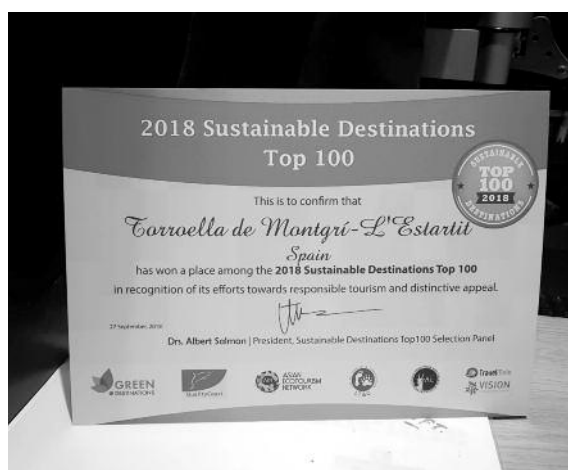 2018 Sustainable Destinations
Top 100
SUSTAINABLE
TOP
100
2018
DESTINATIONS
This is to confirm that
Torroella de Montgrí-L'Estartit
Spain
has won a place among the 2018 Sustainable Destinations Top 100
in recognition of its efforts towards responsible tourism and distinctive appeal.
27 September, 2018
Drs. Albert Salman | President, Sustainable Destinations Top100 Selection Panel
GREEN
DESTINATIONS
QualityCoast
ASIAN
ECOTOURISM
NETWORK
Travel
VISION